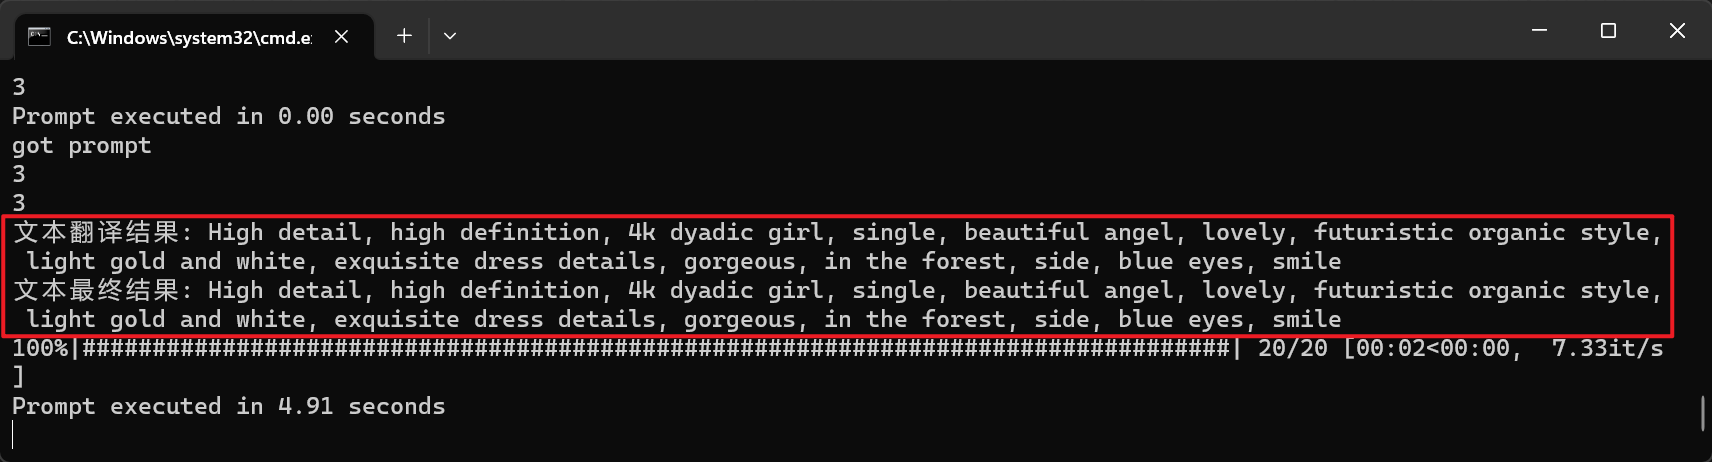 C:\Windows\system32\cmd.e
3
Prompt executed in 0.00 seconds
got prompt
3
3
文本翻译结果: High detail, high definition, 4k dyadic girl, single, beautiful angel, lovely, futuristic organic style,
light gold and white, exquisite dress details, gorgeous, in the forest, side, blue eyes, smile
文本最终结果: High detail, high definition, 4k dyadic girl, single, beautiful angel, lovely, futuristic organic style,
light gold and white, exquisite dress details, gorgeous, in the forest, side, blue eyes, smile
100%|##################################################################################| 20/20 [00:02<00:00,  7.33it/s
]
Prompt executed in 4.91 seconds